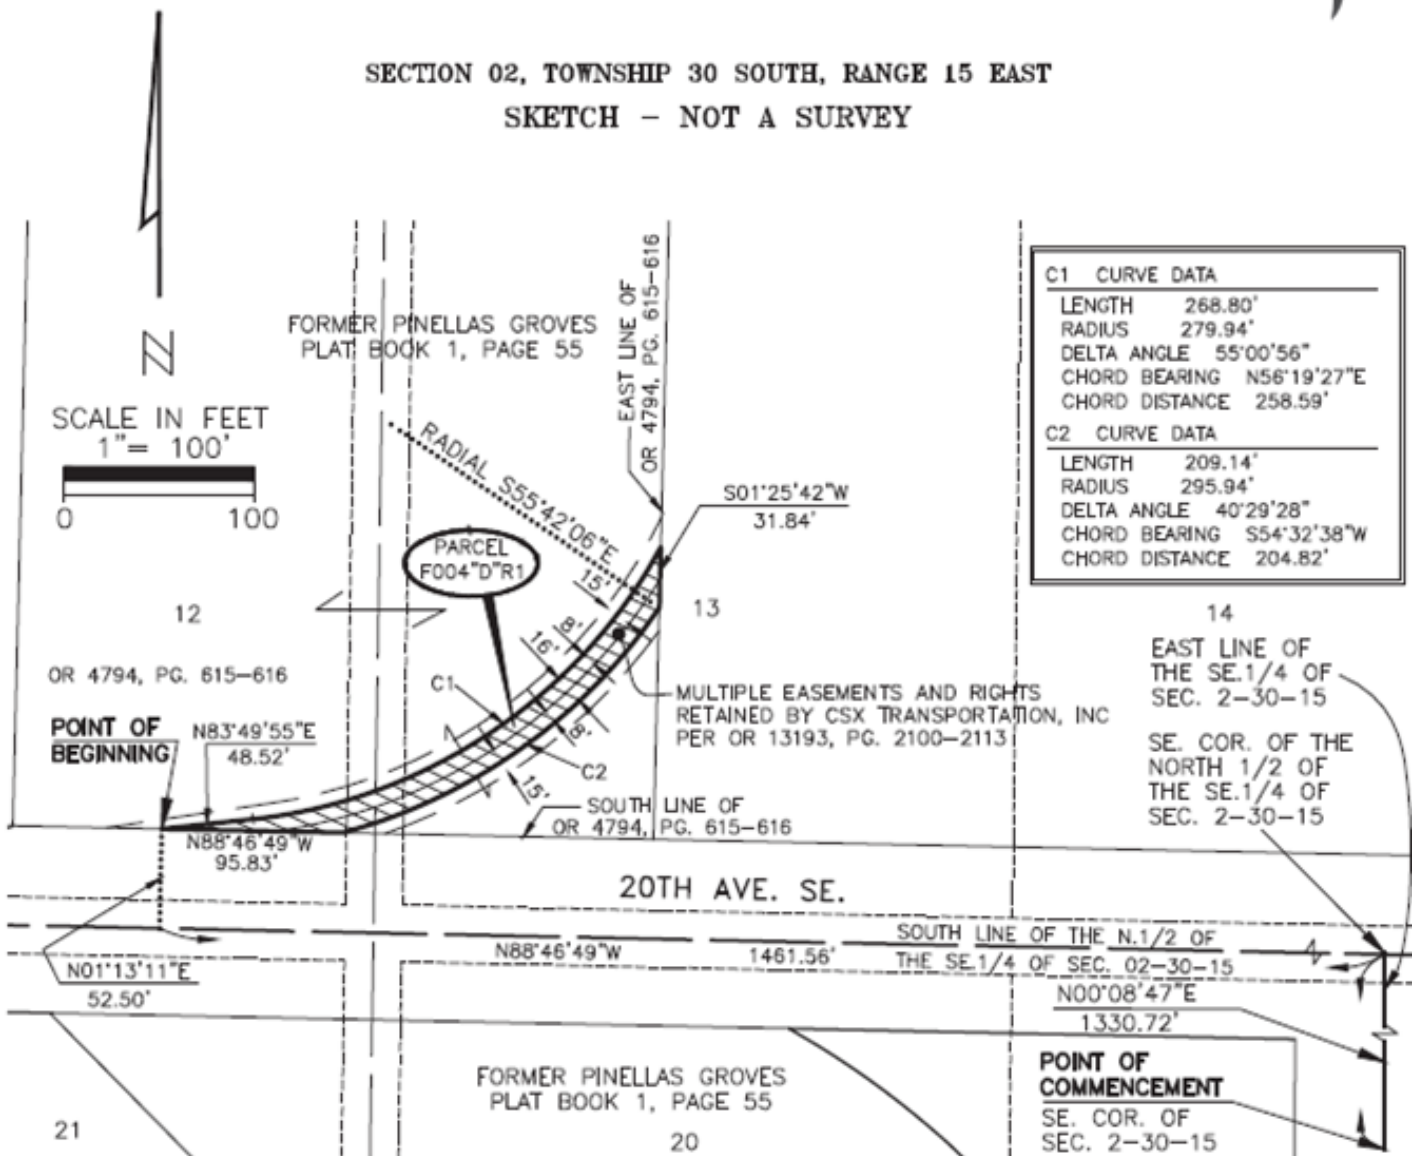 SECTION 02, TOWNSHIP 30 SOUTH, RANGE 15 EAST
SKETCH – NOT A SURVEY
N
SCALE IN FEET
1"= 100'
0 100
FORMER PINELLAS GROVES
PLAT BOOK 1, PAGE 55
EAST LINE OF
OR 4794, PG. 615–616
C1 CURVE DATA
LENGTH 268.80'
RADIUS 279.94'
DELTA ANGLE 55°00'56"
CHORD BEARING N56°19'27"E
CHORD DISTANCE 258.59'
C2 CURVE DATA
LENGTH 209.14'
RADIUS 295.94'
DELTA ANGLE 40°29'28"
CHORD BEARING S54°32'38"W
CHORD DISTANCE 204.82'
RADIAL S55°42'06"E
S01°25'42"W
31.84'
PARCEL
F004"D"R1
15'
8'
16'
12
13
14
OR 4794, PG. 615–616
C1
POINT OF
BEGINNING
N83°49'55"E
48.52'
MULTIPLE EASEMENTS AND RIGHTS
RETAINED BY CSX TRANSPORTATION, INC
PER OR 13193, PG. 2100–2113
8'
C2
15'
EAST LINE OF
THE SE.1/4 OF
SEC. 2–30–15
SE. COR. OF THE
NORTH 1/2 OF
THE SE.1/4 OF
SEC. 2–30–15
SOUTH LINE OF
OR 4794, PG. 615–616
N88°46'49"W
95.83'
20TH AVE. SE.
N88°46'49"W 1461.56'
SOUTH LINE OF THE N.1/2 OF
THE SE.1/4 OF SEC. 02–30–15
N01°13'11"E
52.50'
N00°08'47"E
1330.72'
POINT OF
COMMENCEMENT
SE. COR. OF
SEC. 2–30–15
FORMER PINELLAS GROVES
PLAT BOOK 1, PAGE 55
21
20